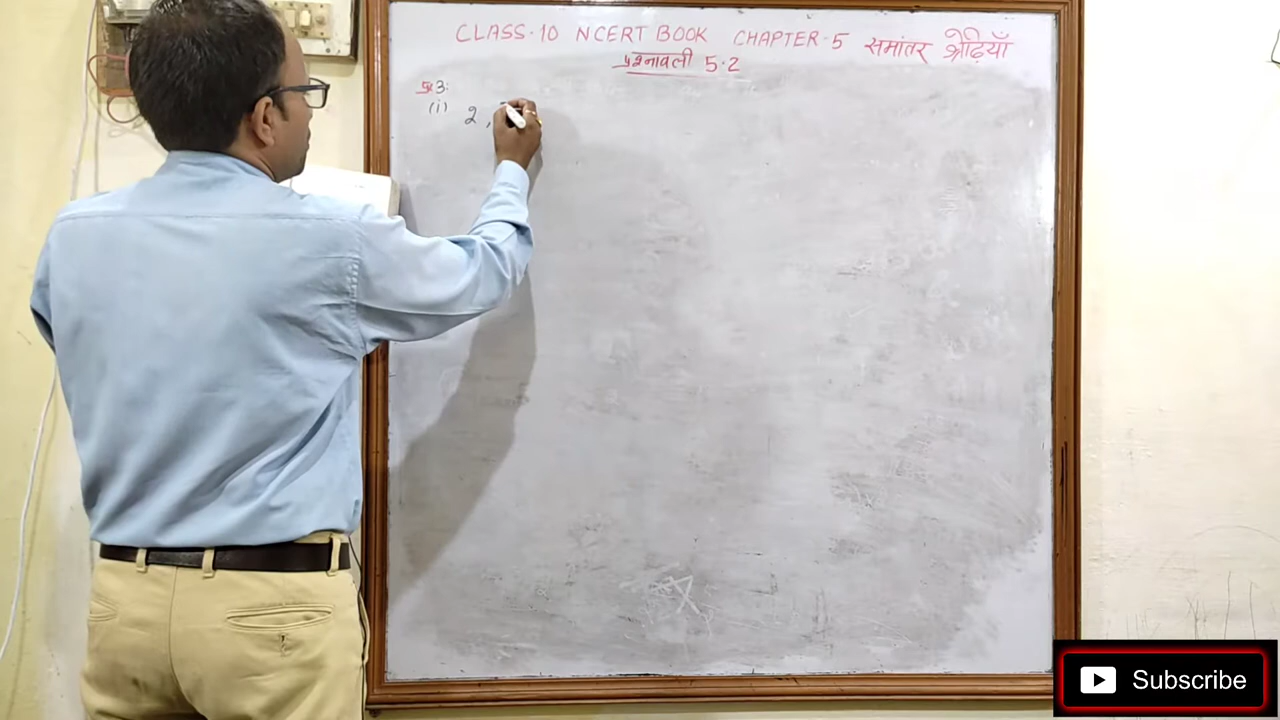 CLASS-10 NCERT BOOK CHAPTER-5 समांतर श्रेढ़ियाँ
प्रश्नावली 5.2
प्र3:
(i) 2,
Subscribe